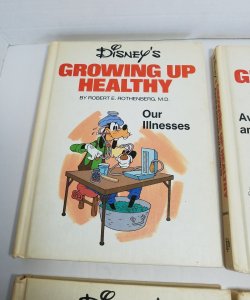 Disney's
GROWING UP
HEALTHY
BY ROBERT E. ROTHENBERG, M.D.
Our
Illnesses
G
Av
an